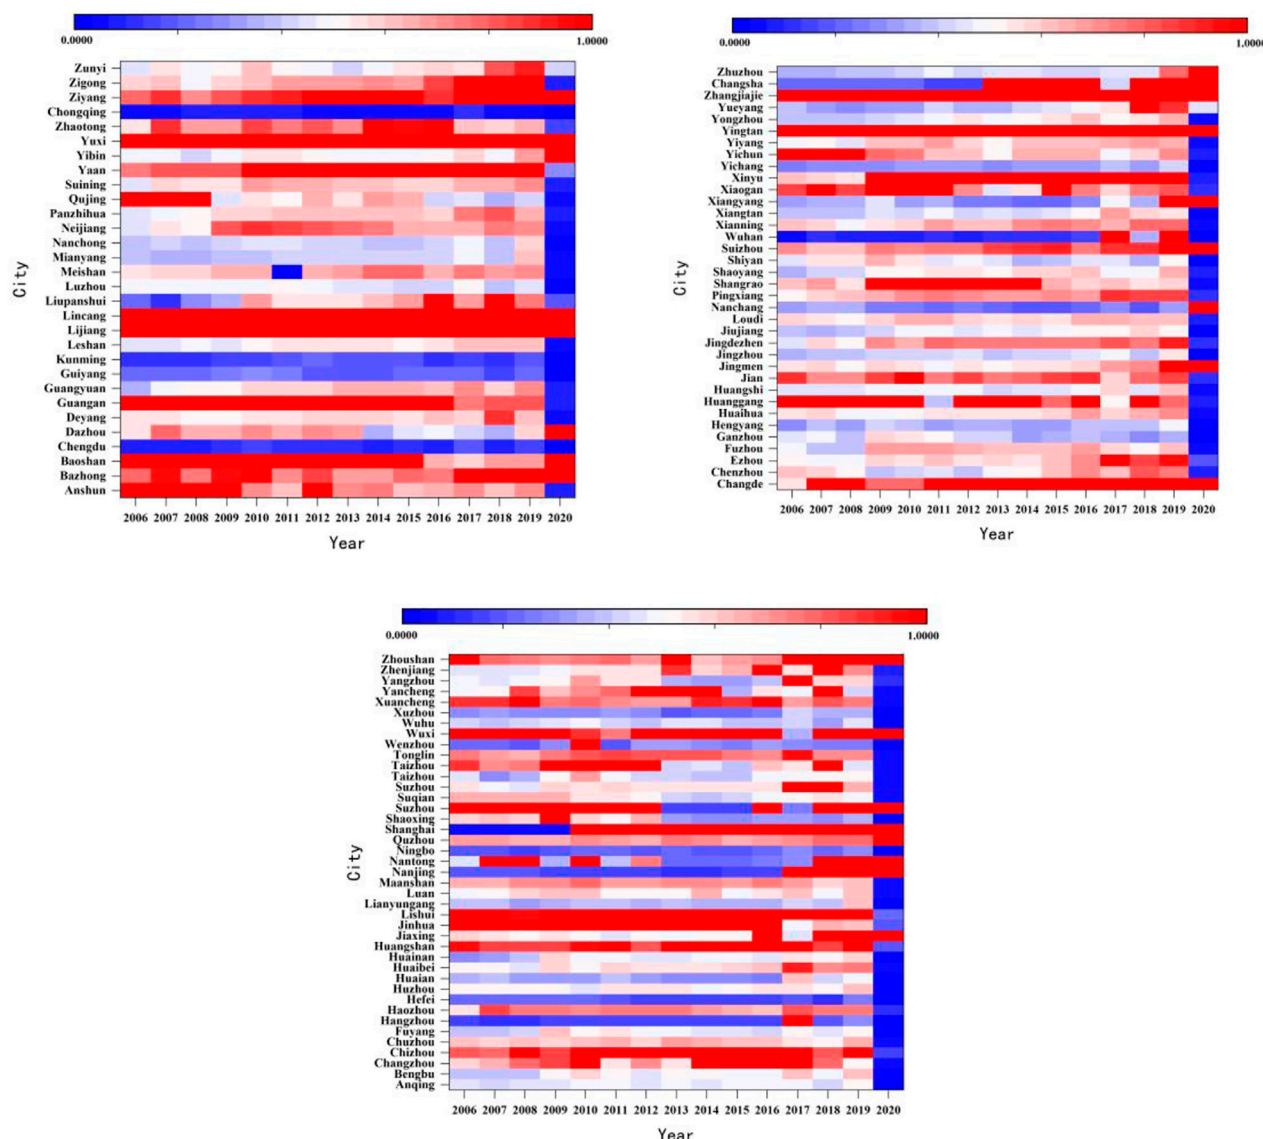 0.0000 1.0000
Zunyi
Zigong
Ziyang
Chongqing
Zhaotong
Yuxi
Yibin
Yaan
Suining
Qujing
Panzhihua
Neijiang
Nanchong
Mianyang
Meishan
Luzhou
Liupanshui
Lincang
Lijiang
Leshan
Kunming
Guiyang
Guangyuan
Guangan
Deyang
Dazhou
Chengdu
Baoshan
Bazhong
Anshun
City
2006 2007 2008 2009 2010 2011 2012 2013 2014 2015 2016 2017 2018 2019 2020
Year
0.0000 1.0000
Zhuzhou
Changsha
Zhangjiajie
Yueyang
Yongzhou
Yingtan
Yiyang
Yichun
Yichang
Xinyu
Xiaogan
Xiangyang
Xiangtan
Xianning
Wuhan
Suizhou
Shiyan
Shaoyang
Shangrao
Pingxiang
Nanchang
Loudi
Jiujiang
Jingdezhen
Jingzhou
Jingmen
Jian
Huangshi
Huanggang
Huaihua
Hengyang
Ganzhou
Fuzhou
Ezhou
Chenzhou
Changde
City
2006 2007 2008 2009 2010 2011 2012 2013 2014 2015 2016 2017 2018 2019 2020
Year
0.0000 1.0000
Zhoushan
Zhenjiang
Yangzhou
Yancheng
Xuancheng
Xuzhou
Wuhu
Wuxi
Wenzhou
Tonglin
Taizhou
Taizhou
Suzhou
Suqian
Suzhou
Shaoxing
Shanghai
Quzhou
Ningbo
Nantong
Nanjing
Maanshan
Luan
Lianyungang
Lishui
Jinhua
Jiaxing
Huangshan
Huainan
Huaibei
Huaian
Huzhou
Hefei
Haozhou
Hangzhou
Fuyang
Chuzhou
Chizhou
Changzhou
Bengbu
Anqing
City
2006 2007 2008 2009 2010 2011 2012 2013 2014 2015 2016 2017 2018 2019 2020
Year